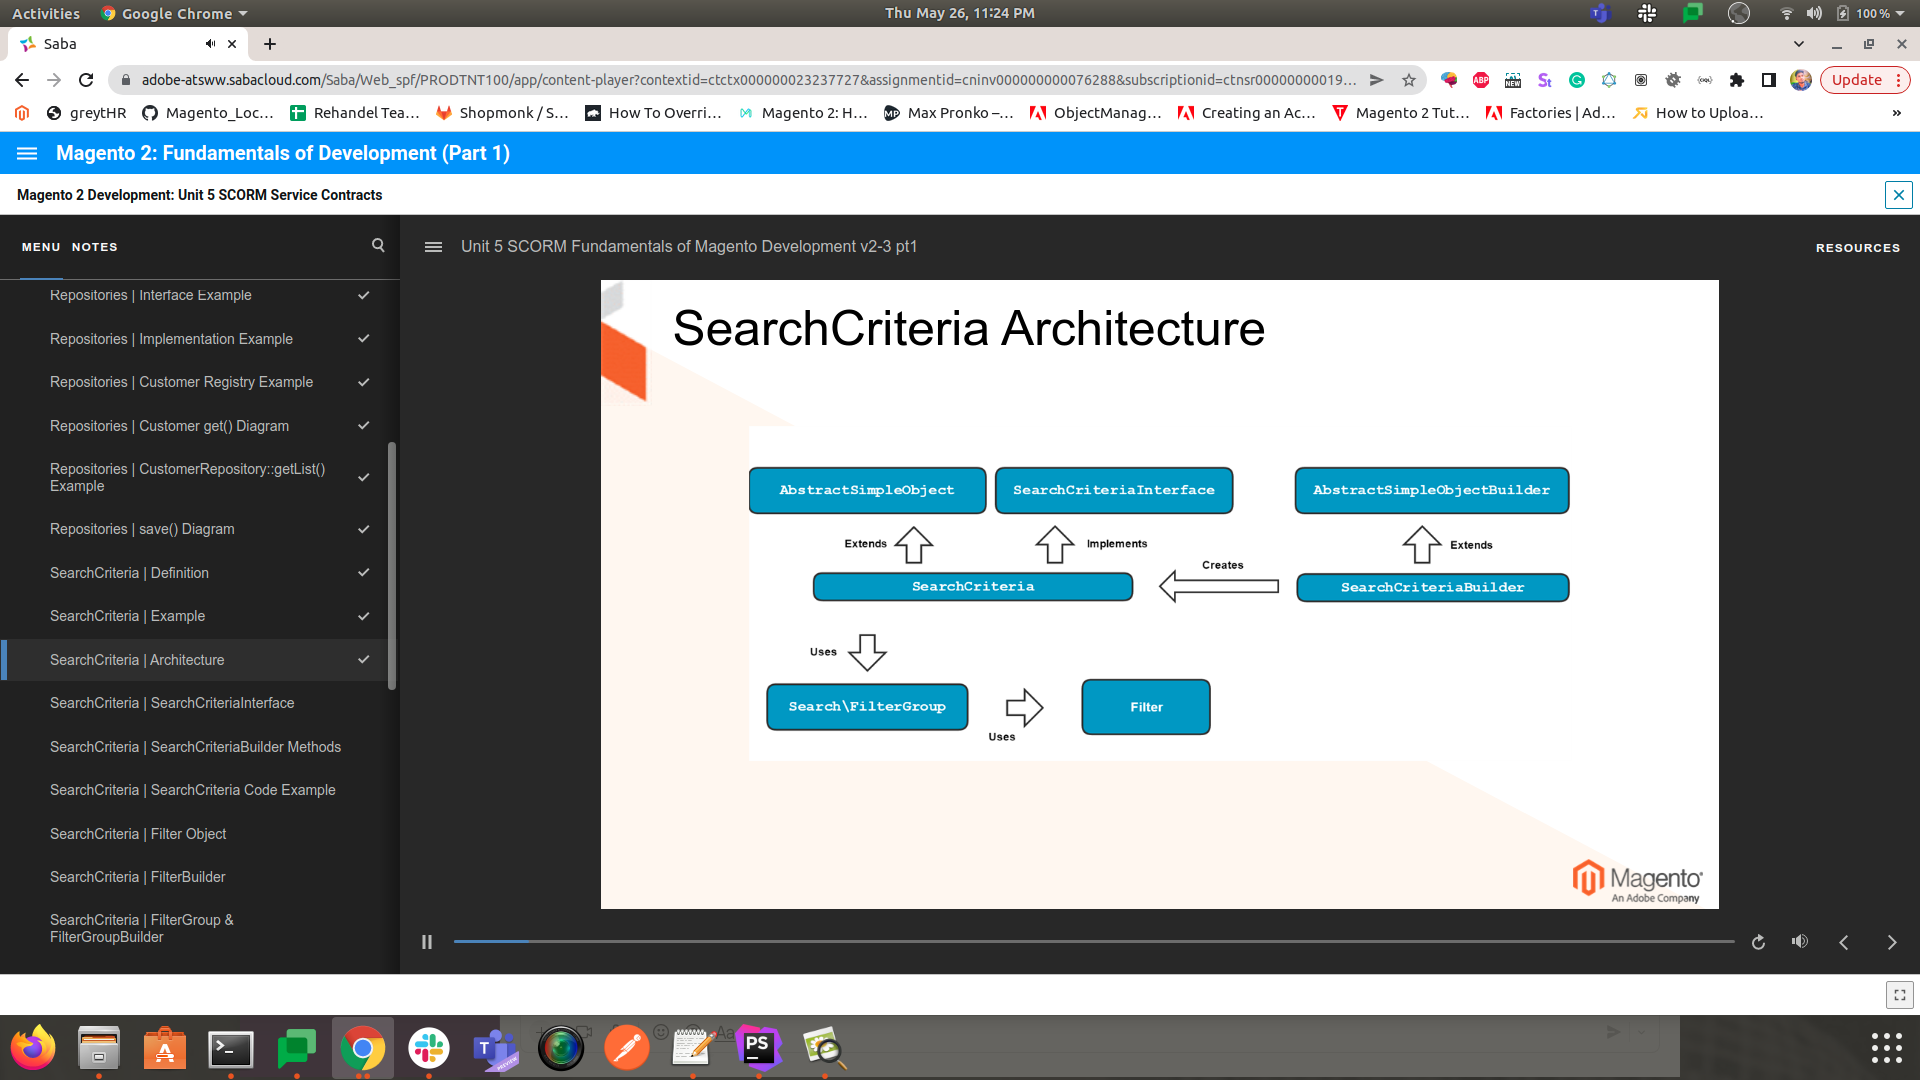 Activities Google Chrome Thu May 26, 11:24 PM 100 %
Saba
adobe-atsww.sabacloud.com/Saba/Web_spf/PRODTNT100/app/content-player?contextid=ctctx000000023237727&assignmentid=cninv000000000076288&subscriptionid=ctnsr00000000019… Update
greytHR Magento_Loc… Rehandel Tea… Shopmonk / S… How To Overri… Magento 2: H… Max Pronko –… ObjectManag… Creating an Ac… Magento 2 Tut… Factories | Ad… How to Uploa… »
Magento 2: Fundamentals of Development (Part 1)
Magento 2 Development: Unit 5 SCORM Service Contracts
MENU NOTES
Unit 5 SCORM Fundamentals of Magento Development v2-3 pt1
RESOURCES
Repositories | Interface Example
Repositories | Implementation Example
Repositories | Customer Registry Example
Repositories | Customer get() Diagram
Repositories | CustomerRepository::getList()
Example
Repositories | save() Diagram
SearchCriteria | Definition
SearchCriteria | Example
SearchCriteria | Architecture
SearchCriteria | SearchCriteriaInterface
SearchCriteria | SearchCriteriaBuilder Methods
SearchCriteria | SearchCriteria Code Example
SearchCriteria | Filter Object
SearchCriteria | FilterBuilder
SearchCriteria | FilterGroup &
FilterGroupBuilder
SearchCriteria Architecture
AbstractSimpleObject SearchCriteriaInterface AbstractSimpleObjectBuilder
Extends Implements Extends
Creates
SearchCriteria SearchCriteriaBuilder
Uses
Search\FilterGroup Filter
Uses
Magento
An Adobe Company